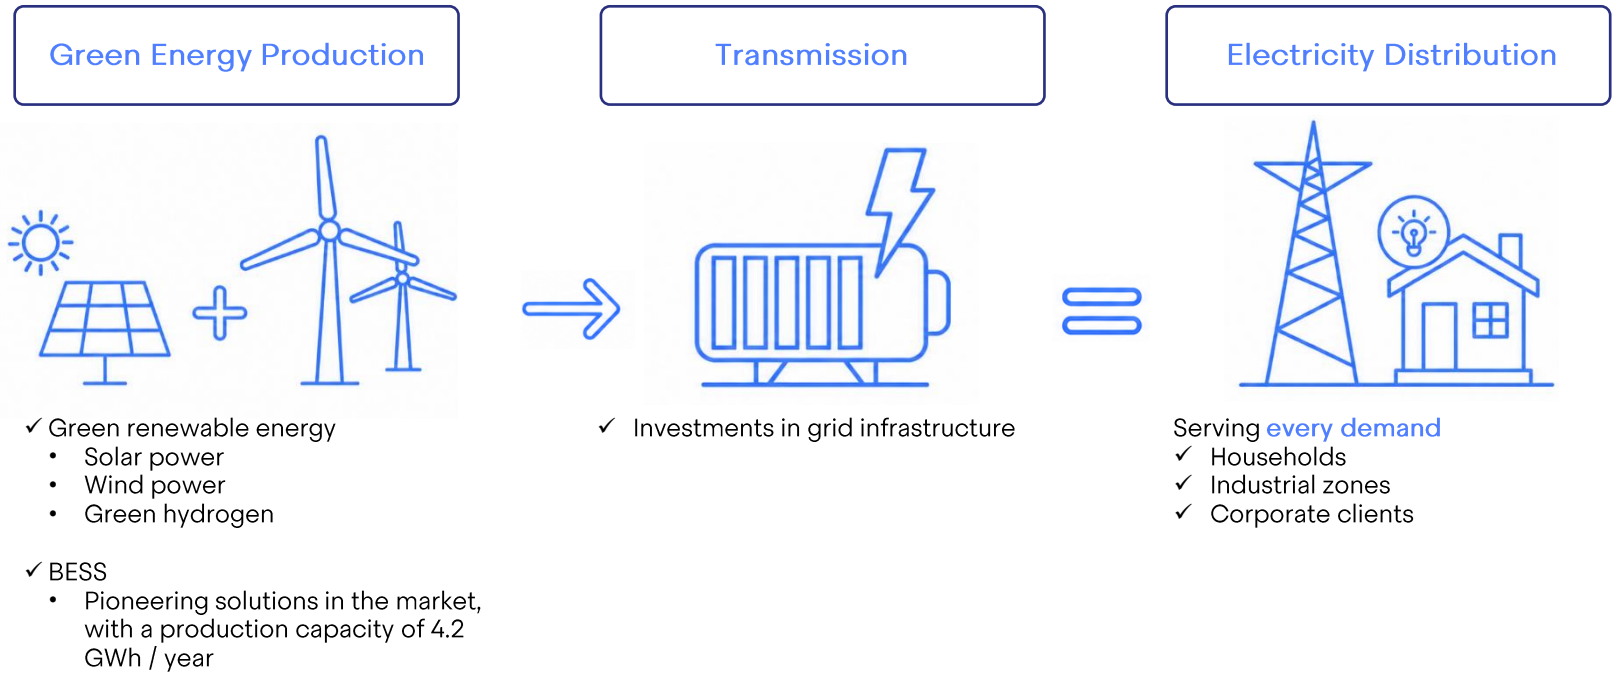 Green Energy Production
Transmission
Electricity Distribution
✓ Green renewable energy
• Solar power
• Wind power
• Green hydrogen
✓ BESS
• Pioneering solutions in the market,
with a production capacity of 4.2
GWh / year
✓ Investments in grid infrastructure
Serving every demand
✓ Households
✓ Industrial zones
✓ Corporate clients